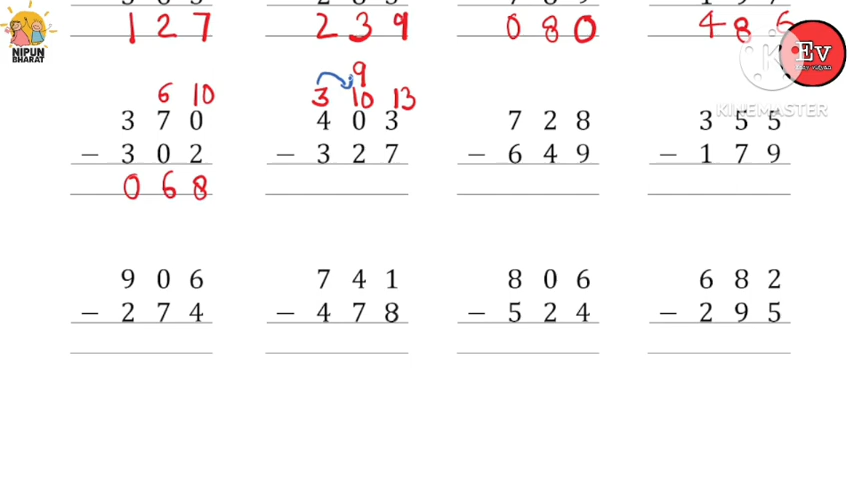 1 2 7 2 3 9 0 8 0 4 8 6
NIPUN BHARAT
Ev
KINEMASTER
9
6 10 3 10 13
3 7 0 4 0 3 7 2 8 3 5 5
− 3 0 2 − 3 2 7 − 6 4 9 − 1 7 9
0 6 8
9 0 6 7 4 1 8 0 6 6 8 2
− 2 7 4 − 4 7 8 − 5 2 4 − 2 9 5